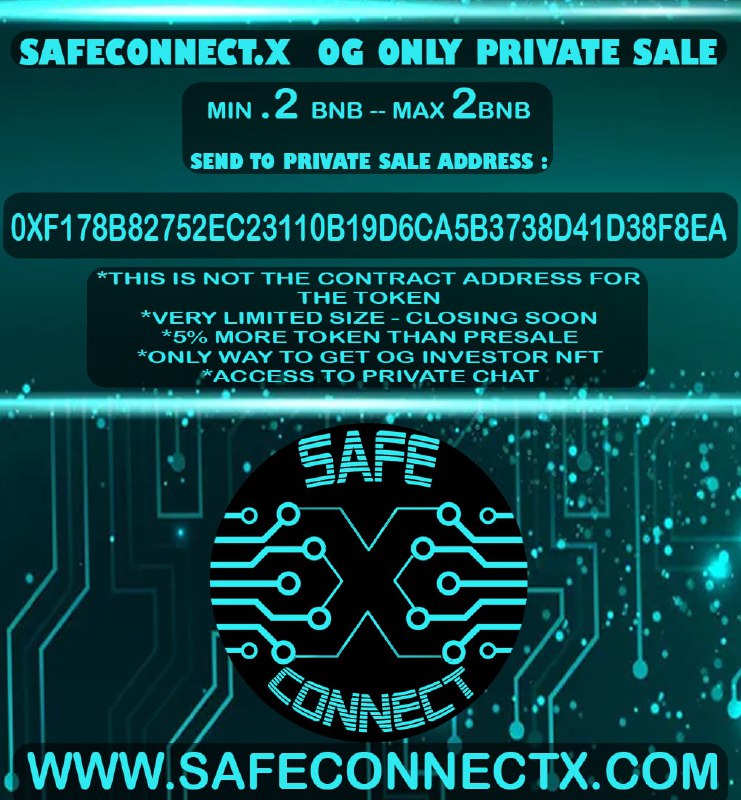 SAFECONNECT.X OG ONLY PRIVATE SALE
MIN .2 BNB -- MAX 2BNB
SEND TO PRIVATE SALE ADDRESS :
0XF178B82752EC23110B19D6CA5B3738D41D38F8EA
*THIS IS NOT THE CONTRACT ADDRESS FOR
THE TOKEN
*VERY LIMITED SIZE - CLOSING SOON
*5% MORE TOKEN THAN PRESALE
*ONLY WAY TO GET OG INVESTOR NFT
*ACCESS TO PRIVATE CHAT
SAFE
X
CONNECT
WWW.SAFECONNECTX.COM